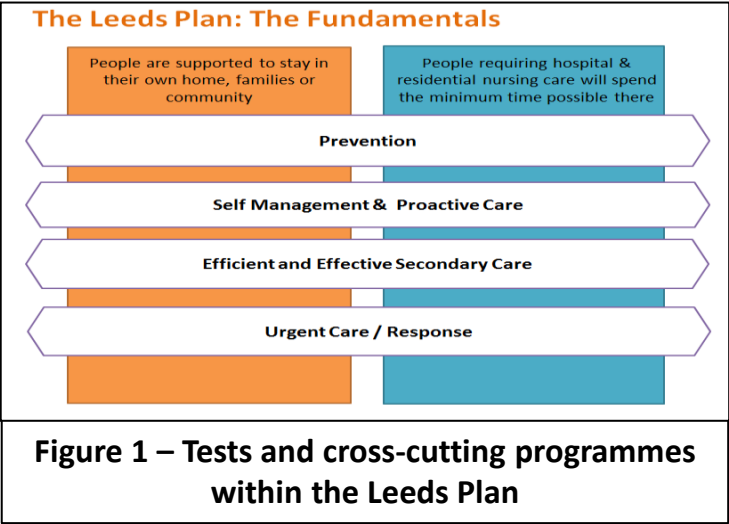 The Leeds Plan: The Fundamentals
People are supported to stay in
their own home, families or
community
People requiring hospital &
residential nursing care will spend
the minimum time possible there
Prevention
Self Management & Proactive Care
Efficient and Effective Secondary Care
Urgent Care / Response
Figure 1 – Tests and cross-cutting programmes
within the Leeds Plan